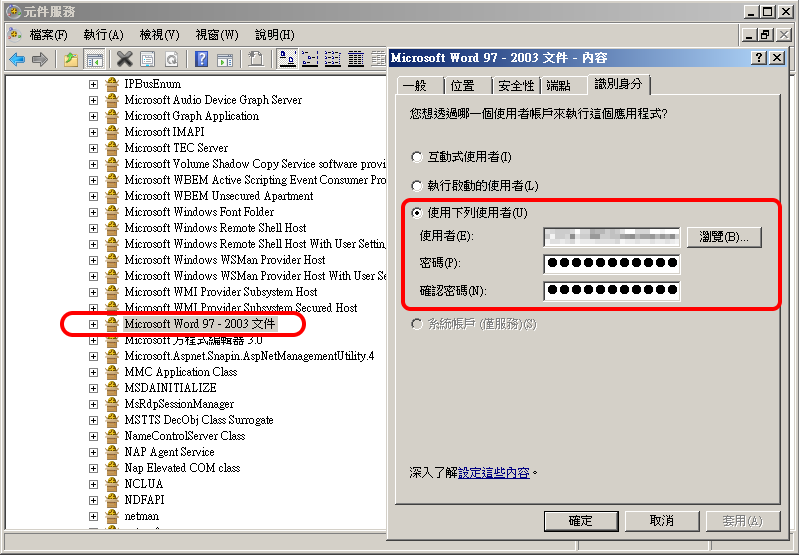 元件服務
檔案(F) 執行(A) 檢視(V) 視窗(W) 說明(H)
IPBusEnum
Microsoft Audio Device Graph Server
Microsoft Graph Application
Microsoft IMAPI
Microsoft TEC Server
Microsoft Volume Shadow Copy Service software provi
Microsoft WBEM Active Scripting Event Consumer Pro
Microsoft WBEM Unsecured Apartment
Microsoft Windows Font Folder
Microsoft Windows Remote Shell Host
Microsoft Windows Remote Shell Host With User Settin
Microsoft Windows WSMan Provider Host
Microsoft Windows WSMan Provider Host With User Se
Microsoft WMI Provider Subsystem Host
Microsoft WMI Provider Subsystem Secured Host
Microsoft Word 97 - 2003 文件
Microsoft 方程式編輯器 3.0
Microsoft.Aspnet.Snapin.AspNetManagementUtility.4
MMC Application Class
MSDAINITIALIZE
MsRdpSessionManager
MSTTS DecObj Class Surrogate
NameControlServer Class
NAP Agent Service
Nap Elevated COM class
NCLUA
NDFAPI
netman
Microsoft Word 97 - 2003 文件 - 內容
一般 位置 安全性 端點 識別身分
您想透過哪一個使用者帳戶來執行這個應用程式?
互動式使用者(I)
執行啟動的使用者(L)
使用下列使用者(U)
使用者(E): 瀏覽(B)...
密碼(P): ●●●●●●●●●●●
確認密碼(N): ●●●●●●●●●●●
系統帳戶 (僅服務)(S)
深入了解設定這些內容。
確定 取消 套用(A)